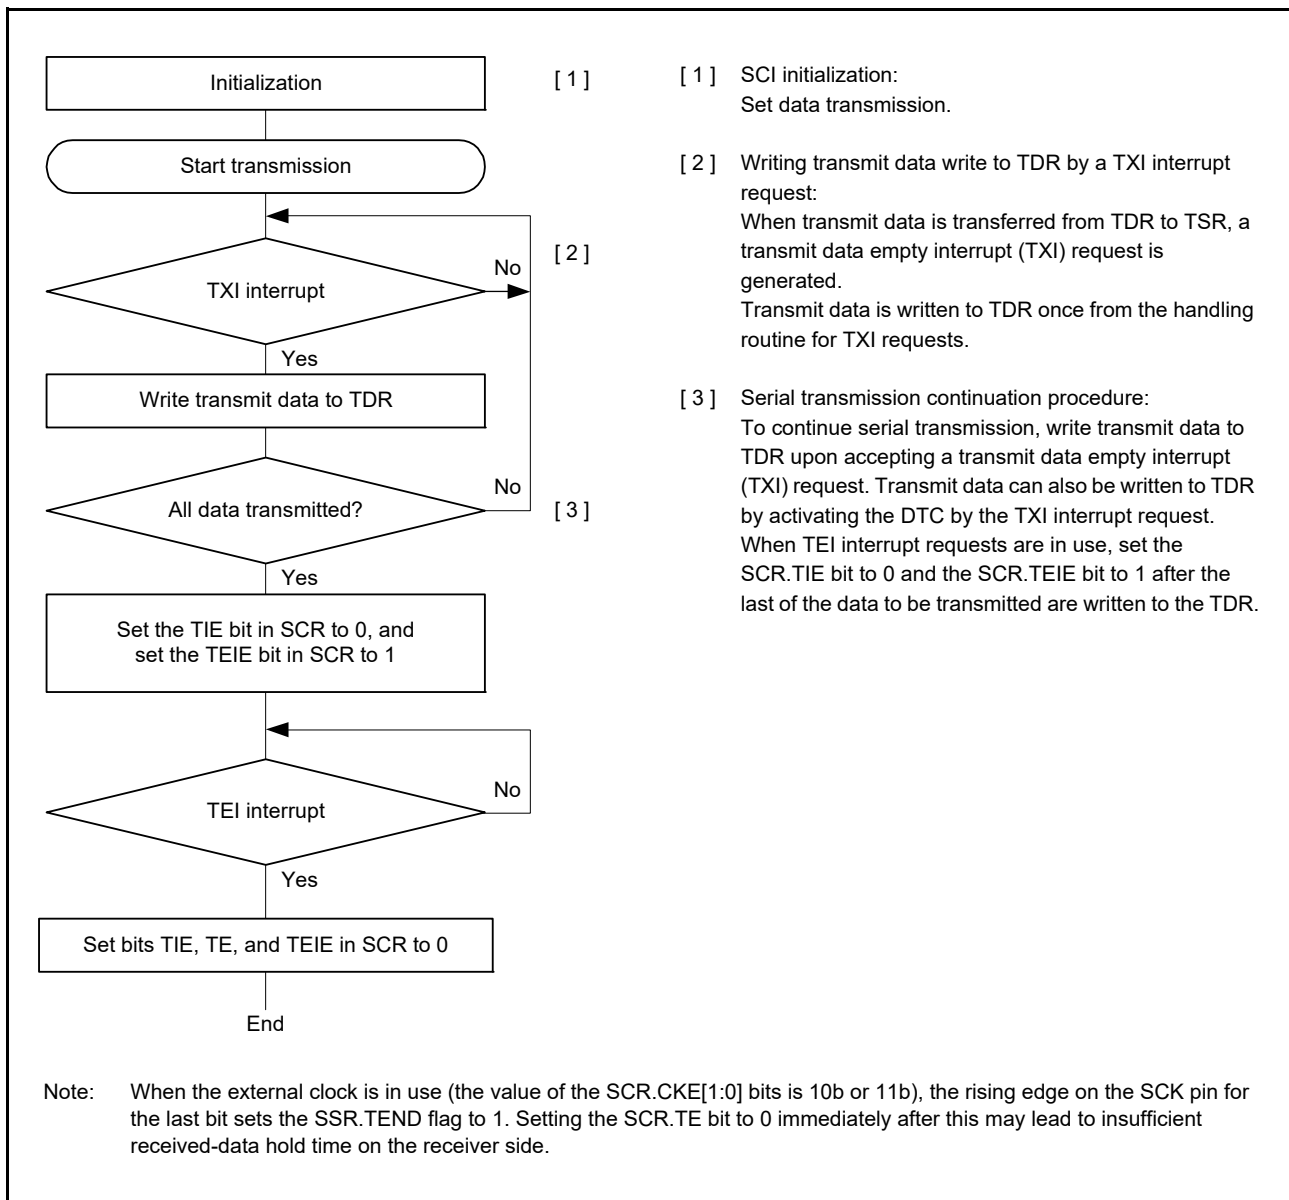 Initialization
[ 1 ]
Start transmission
[ 2 ]
TXI interrupt
No
Yes
Write transmit data to TDR
All data transmitted?
No
[ 3 ]
Yes
Set the TIE bit in SCR to 0, and
set the TEIE bit in SCR to 1
TEI interrupt
No
Yes
Set bits TIE, TE, and TEIE in SCR to 0
End
[ 1 ] SCI initialization:
Set data transmission.
[ 2 ] Writing transmit data write to TDR by a TXI interrupt
request:
When transmit data is transferred from TDR to TSR, a
transmit data empty interrupt (TXI) request is
generated.
Transmit data is written to TDR once from the handling
routine for TXI requests.
[ 3 ] Serial transmission continuation procedure:
To continue serial transmission, write transmit data to
TDR upon accepting a transmit data empty interrupt
(TXI) request. Transmit data can also be written to TDR
by activating the DTC by the TXI interrupt request.
When TEI interrupt requests are in use, set the
SCR.TIE bit to 0 and the SCR.TEIE bit to 1 after the
last of the data to be transmitted are written to the TDR.
Note: When the external clock is in use (the value of the SCR.CKE[1:0] bits is 10b or 11b), the rising edge on the SCK pin for
the last bit sets the SSR.TEND flag to 1. Setting the SCR.TE bit to 0 immediately after this may lead to insufficient
received-data hold time on the receiver side.